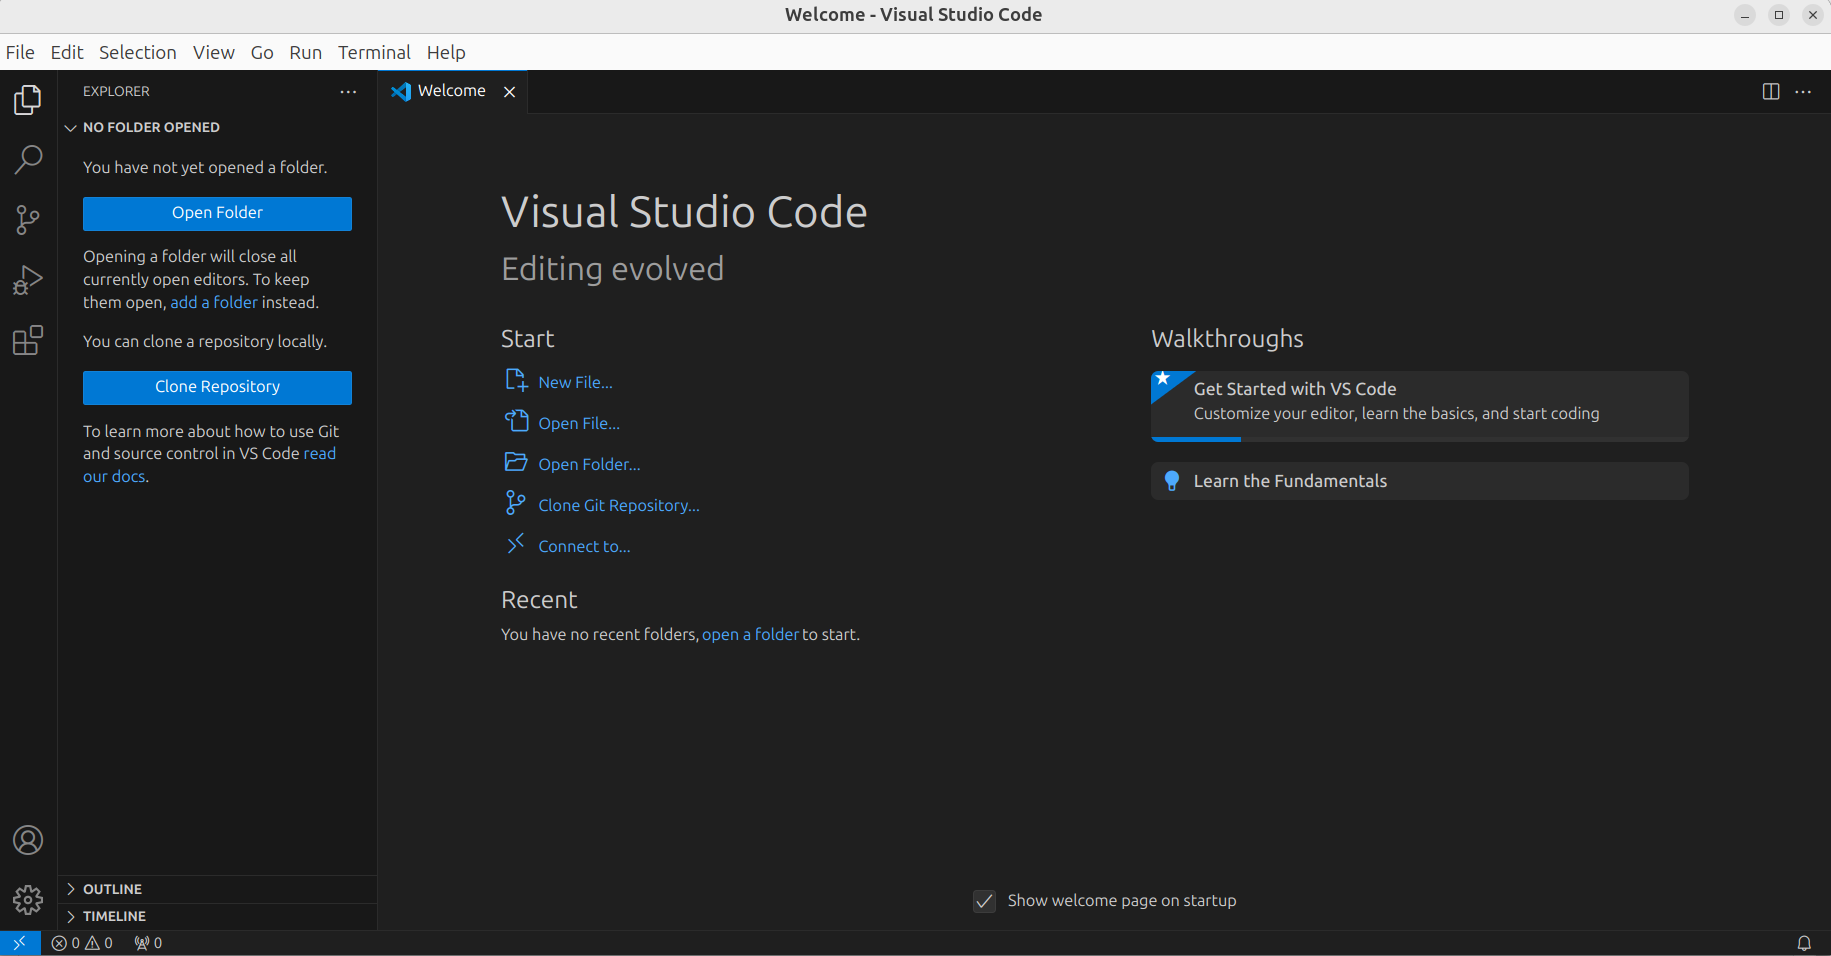 Welcome - Visual Studio Code
File Edit Selection View Go Run Terminal Help
EXPLORER
Welcome
NO FOLDER OPENED
You have not yet opened a folder.
Open Folder
Opening a folder will close all
currently open editors. To keep
them open, add a folder instead.
You can clone a repository locally.
Clone Repository
To learn more about how to use Git
and source control in VS Code read
our docs.
OUTLINE
TIMELINE
Visual Studio Code
Editing evolved
Start
New File...
Open File...
Open Folder...
Clone Git Repository...
Connect to...
Recent
You have no recent folders, open a folder to start.
Walkthroughs
Get Started with VS Code
Customize your editor, learn the basics, and start coding
Learn the Fundamentals
Show welcome page on startup
0 0 0